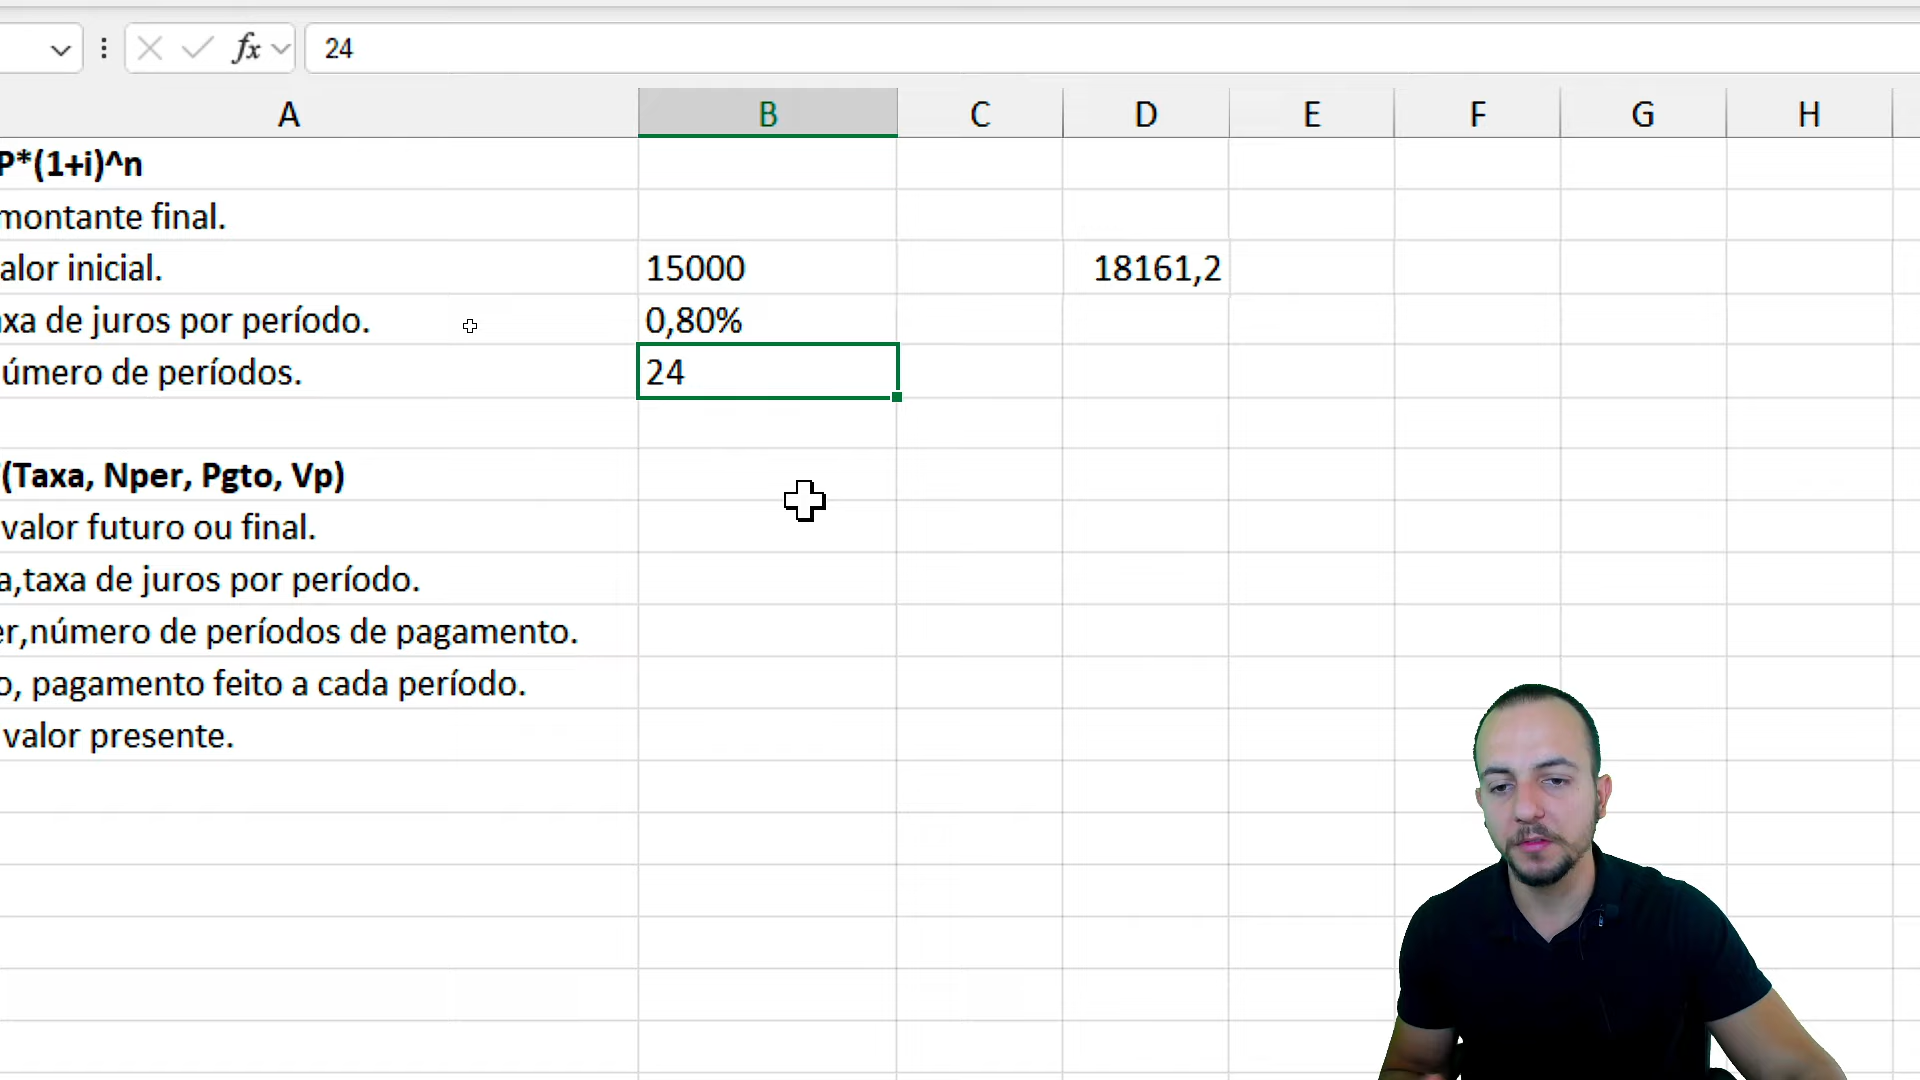 fx 24
A B C D E F G H
P*(1+i)^n
montante final.
alor inicial. 15000 18161,2
axa de juros por período. 0,80%
úmero de períodos. 24
(Taxa, Nper, Pgto, Vp)
valor futuro ou final.
a,taxa de juros por período.
er,número de períodos de pagamento.
o, pagamento feito a cada período.
valor presente.